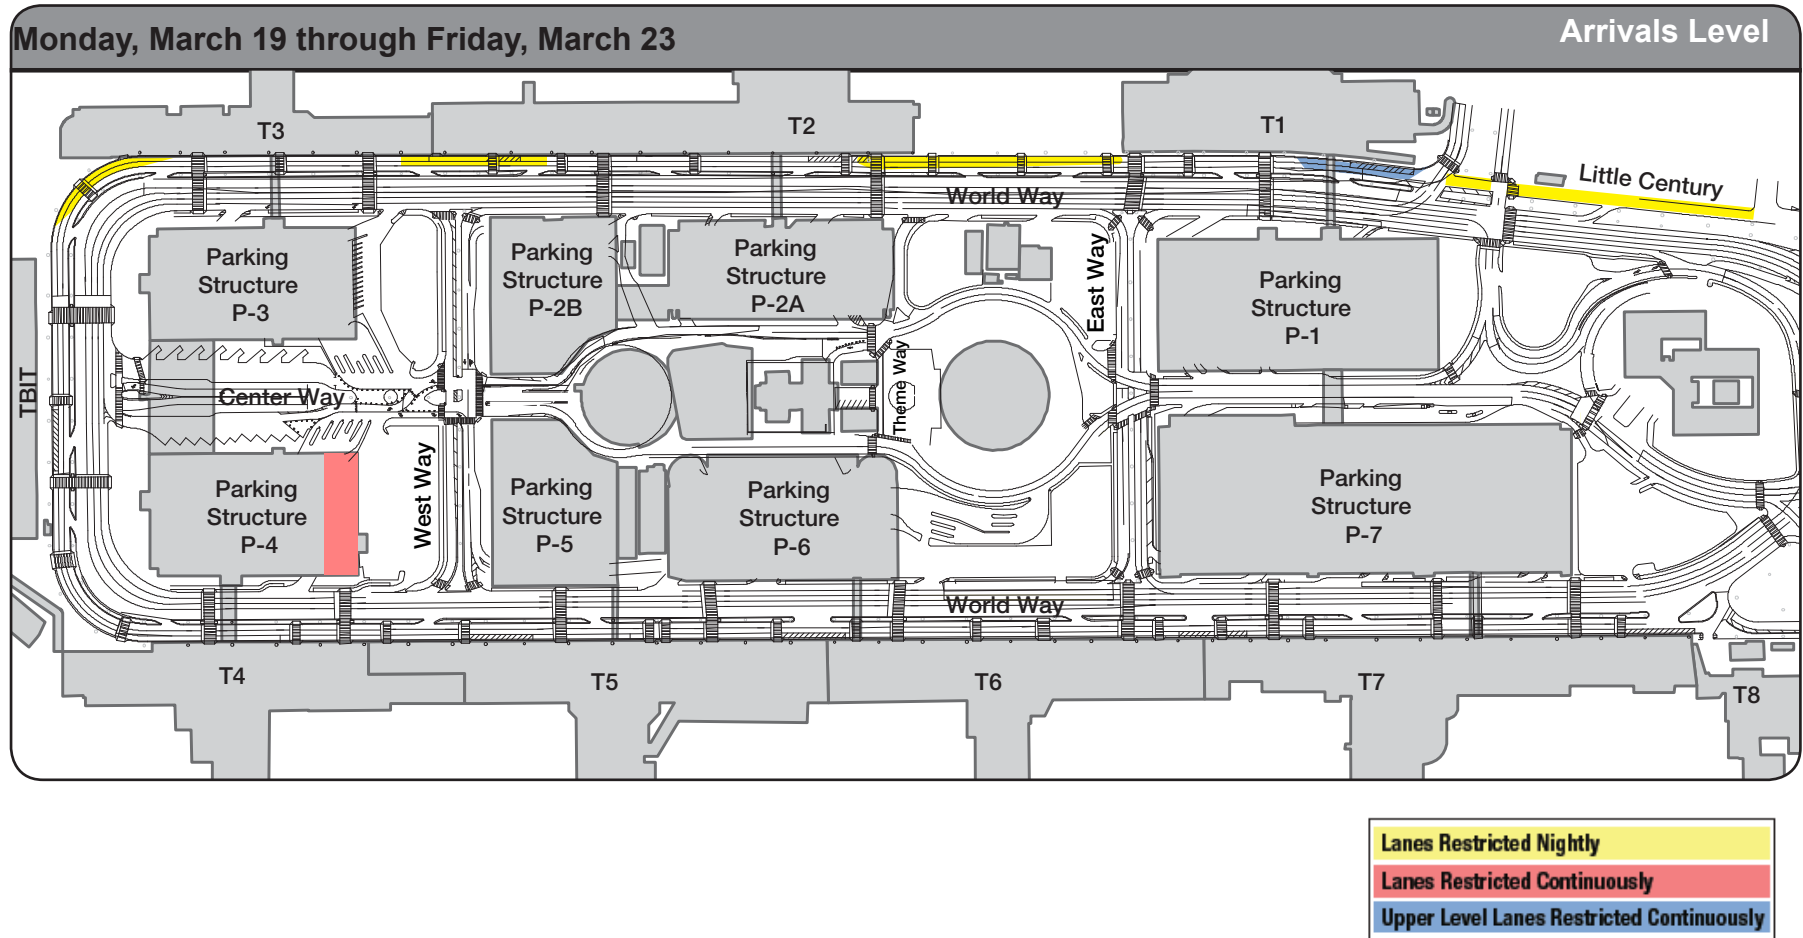 Monday, March 19 through Friday, March 23
Arrivals Level
T3
T2
T1
Little Century
World Way
Parking
Structure
P-3
Parking
Structure
P-2B
Parking
Structure
P-2A
East Way
Parking
Structure
P-1
TBIT
Center Way
Theme Way
West Way
Parking
Structure
P-4
Parking
Structure
P-5
Parking
Structure
P-6
Parking
Structure
P-7
World Way
T4
T5
T6
T7
T8
Lanes Restricted Nightly
Lanes Restricted Continuously
Upper Level Lanes Restricted Continuously